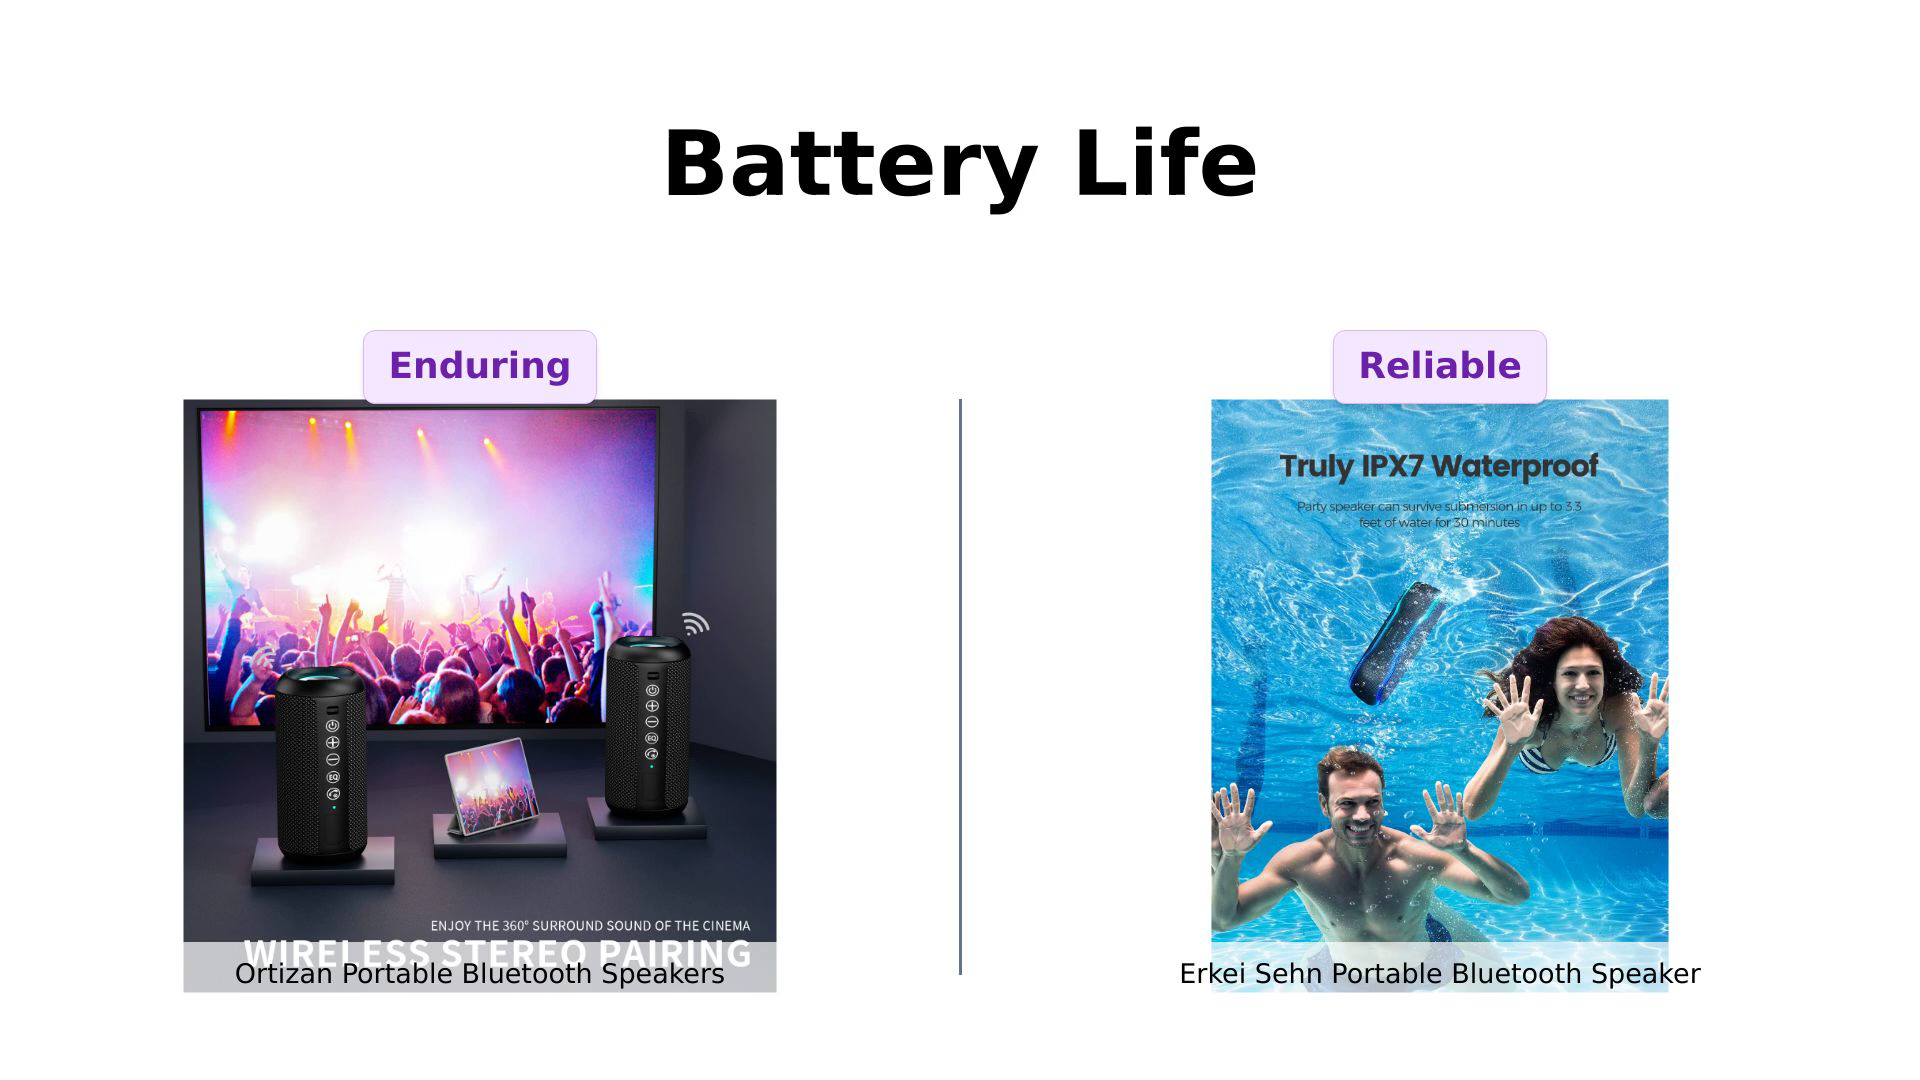 Battery Life
Enduring
Reliable
Truly IPX7 Waterproof
Party speaker can survive submersion in up to 3.3
feet of water for 30 minutes
EQ
EQ
ENJOY THE 360° SURROUND SOUND OF THE CINEMA
WIRELESS STEREO PAIRING
Ortizan Portable Bluetooth Speakers
Erkei Sehn Portable Bluetooth Speaker